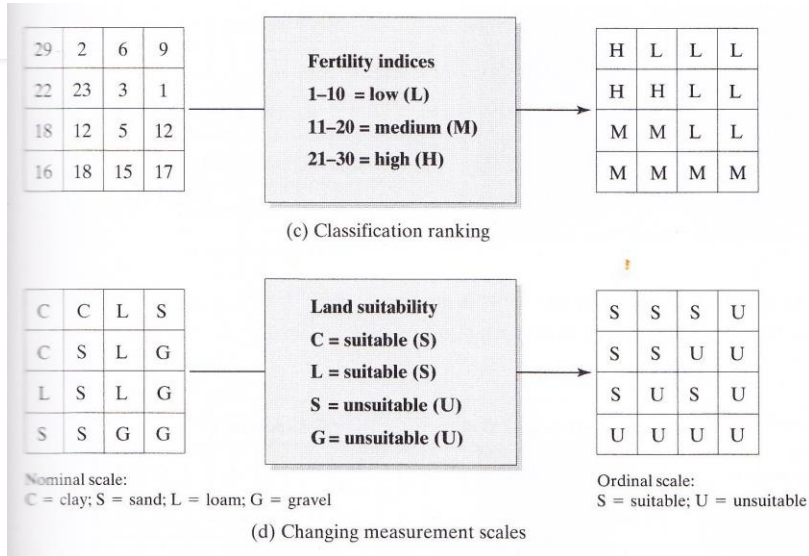 29 2 6 9
22 23 3 1
18 12 5 12
16 18 15 17
Fertility indices
1–10 = low (L)
11–20 = medium (M)
21–30 = high (H)
H L L L
H H L L
M M L L
M M M M
(c) Classification ranking
C C L S
C S L G
L S L G
S S G G
Land suitability
C = suitable (S)
L = suitable (S)
S = unsuitable (U)
G = unsuitable (U)
S S S U
S S U U
S U S U
U U U U
Nominal scale:
C = clay; S = sand; L = loam; G = gravel
Ordinal scale:
S = suitable; U = unsuitable
(d) Changing measurement scales